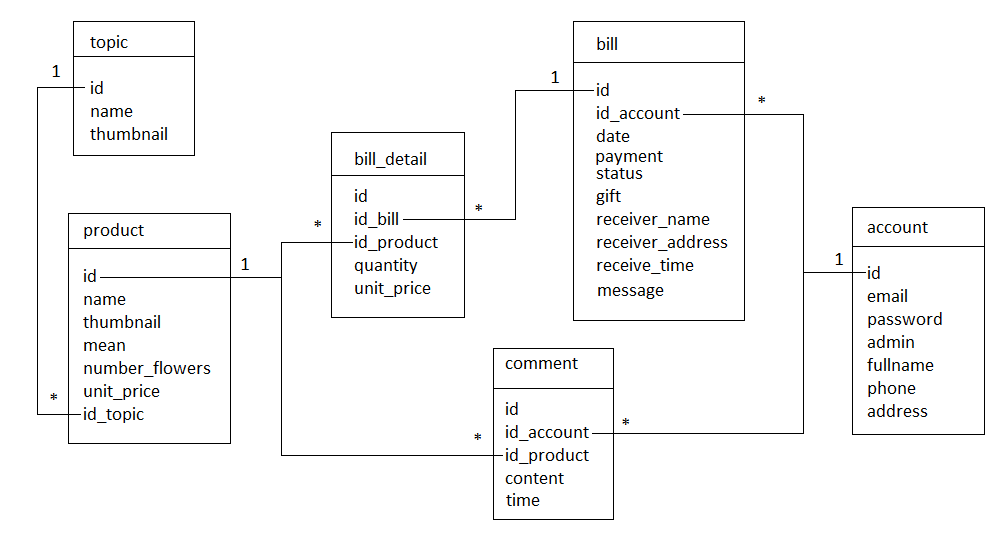 topic
1
id
name
thumbnail
product
1
id
name
thumbnail
mean
number_flowers
unit_price
*
id_topic
bill_detail
id
*
id_bill
*
id_product
quantity
unit_price
bill
1
id
*
id_account
date
payment
status
gift
receiver_name
receiver_address
receive_time
message
comment
id
id_account
*
*
id_product
content
time
account
1
id
email
password
admin
fullname
phone
address